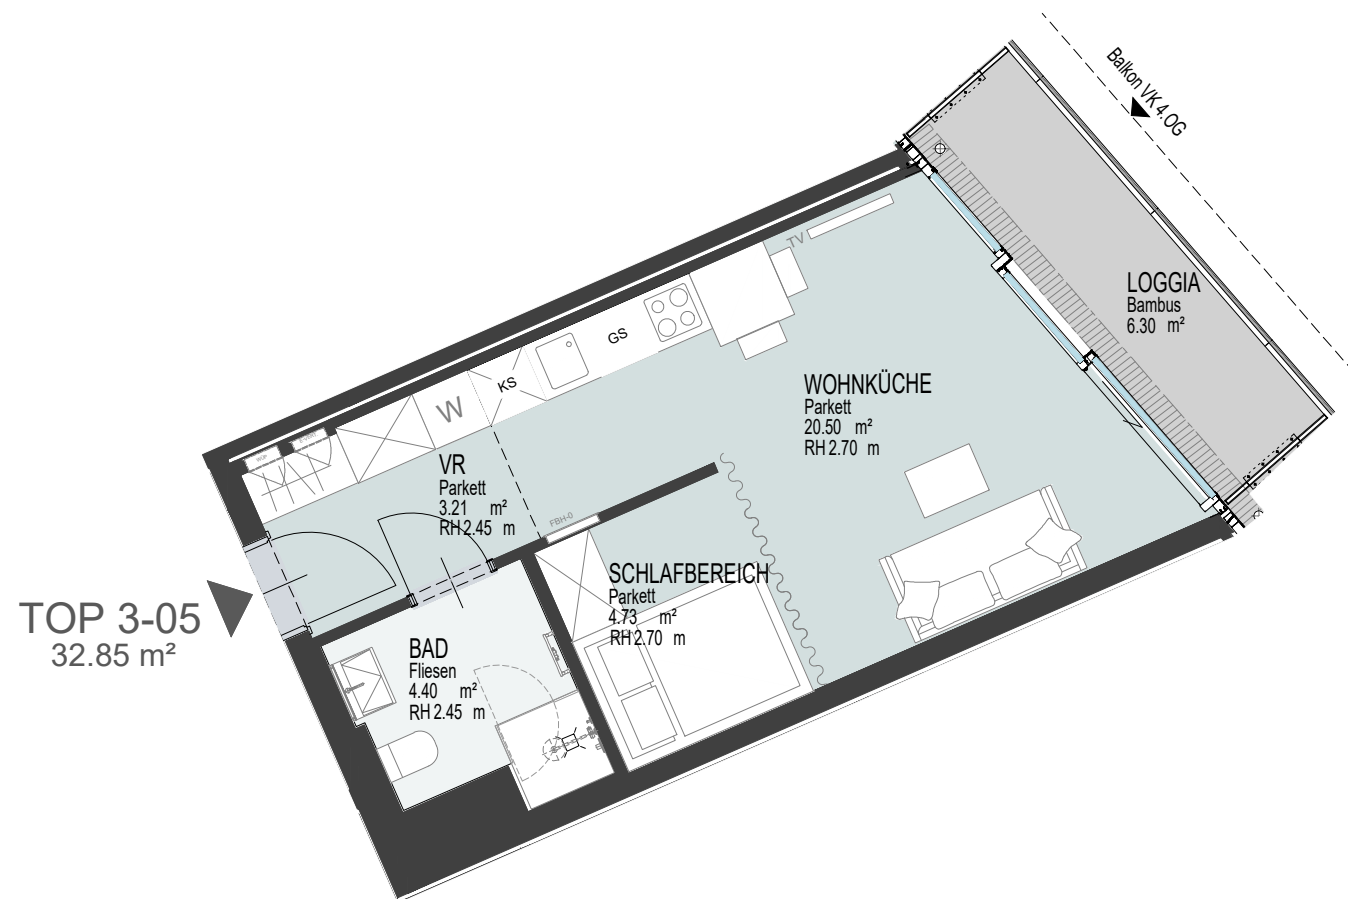 Balkon VK 4.OG
LOGGIA
Bambus
6.30 m²
TV
GS
KS
W
WOHNKÜCHE
Parkett
20.50 m²
RH 2.70 m
VR
Parkett
3.21 m²
RH 2.45 m
FBH-0
SCHLAFBEREICH
Parkett
4.73 m²
RH 2.70 m
TOP 3-05
32.85 m²
BAD
Fliesen
4.40 m²
RH 2.45 m